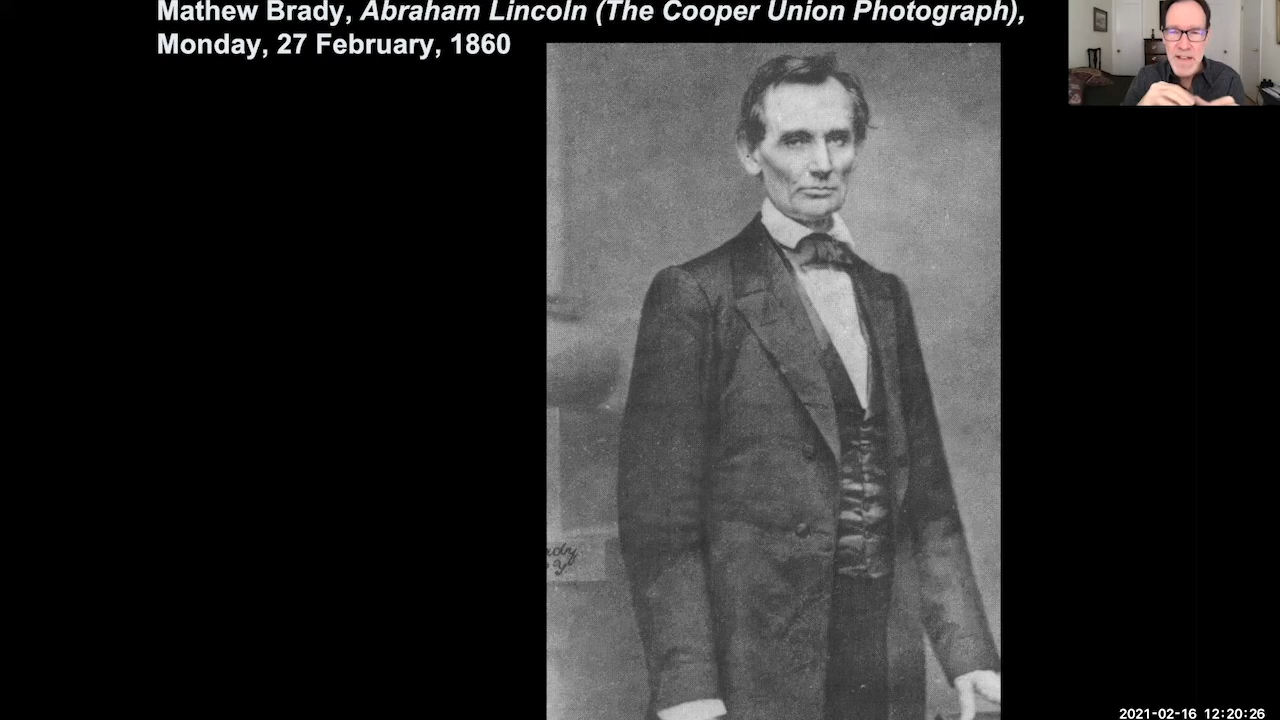 Mathew Brady, Abraham Lincoln (The Cooper Union Photograph),
Monday, 27 February, 1860
2021-02-16 12:20:26